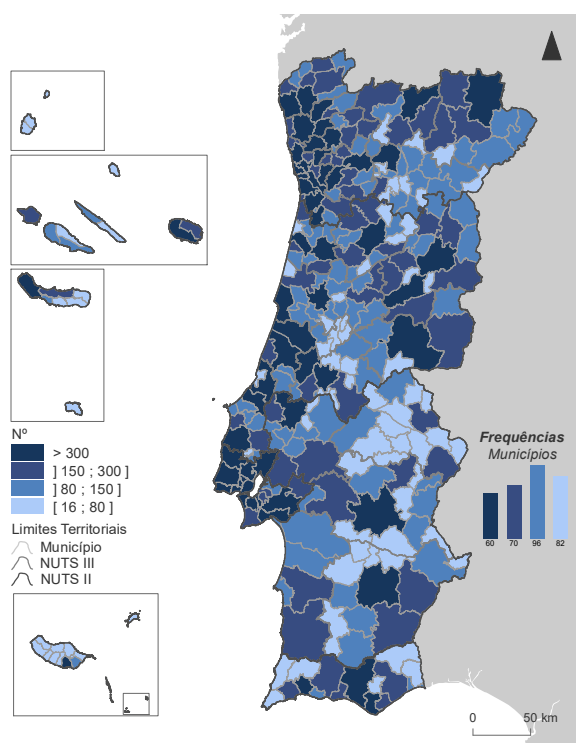 Nº
> 300
] 150 ; 300 ]
] 80 ; 150 ]
[ 16 ; 80 ]
Limites Territoriais
Município
NUTS III
NUTS II
Frequências
Municípios
60 70 96 82
0 50 km